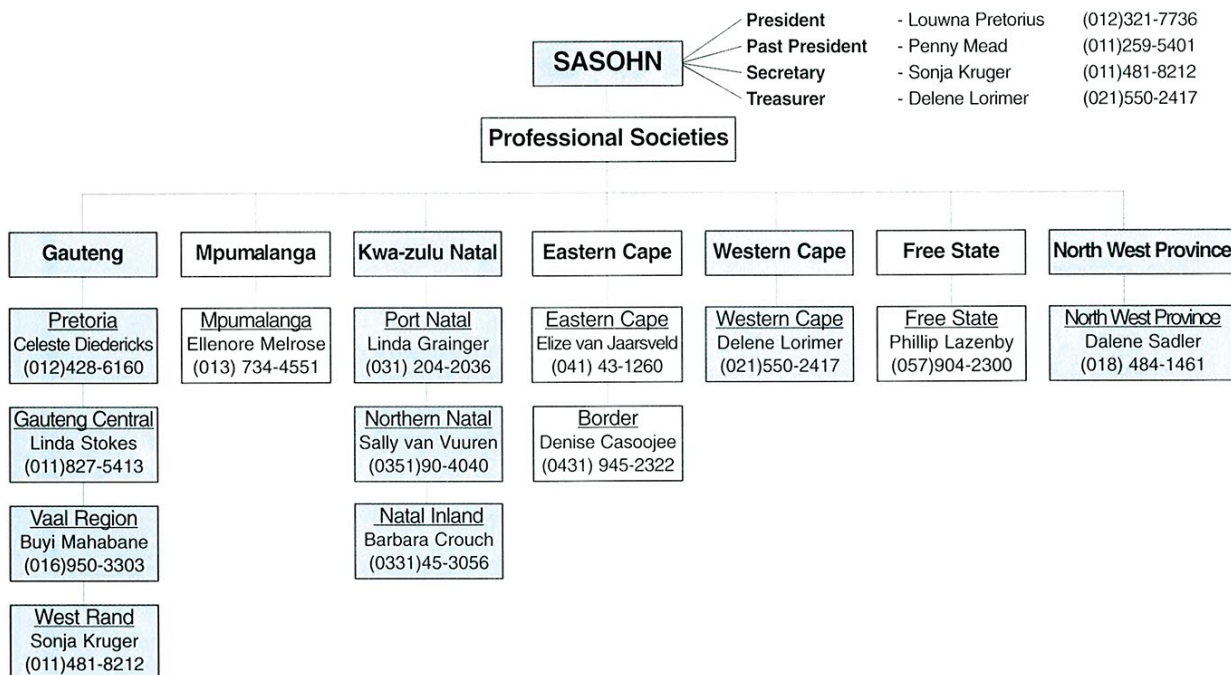 SASOHN
President - Louwna Pretorius (012)321-7736
Past President - Penny Mead (011)259-5401
Secretary - Sonja Kruger (011)481-8212
Treasurer - Delene Lorimer (021)550-2417
Professional Societies
Gauteng
Pretoria
Celeste Diedericks
(012)428-6160
Gauteng Central
Linda Stokes
(011)827-5413
Vaal Region
Buyi Mahabane
(016)950-3303
West Rand
Sonja Kruger
(011)481-8212
Mpumalanga
Mpumalanga
Ellenore Melrose
(013) 734-4551
Kwa-zulu Natal
Port Natal
Linda Grainger
(031) 204-2036
Northern Natal
Sally van Vuuren
(0351)90-4040
Natal Inland
Barbara Crouch
(0331)45-3056
Eastern Cape
Eastern Cape
Elize van Jaarsveld
(041) 43-1260
Border
Denise Casoojee
(0431) 945-2322
Western Cape
Western Cape
Delene Lorimer
(021)550-2417
Free State
Free State
Phillip Lazenby
(057)904-2300
North West Province
North West Province
Dalene Sadler
(018) 484-1461